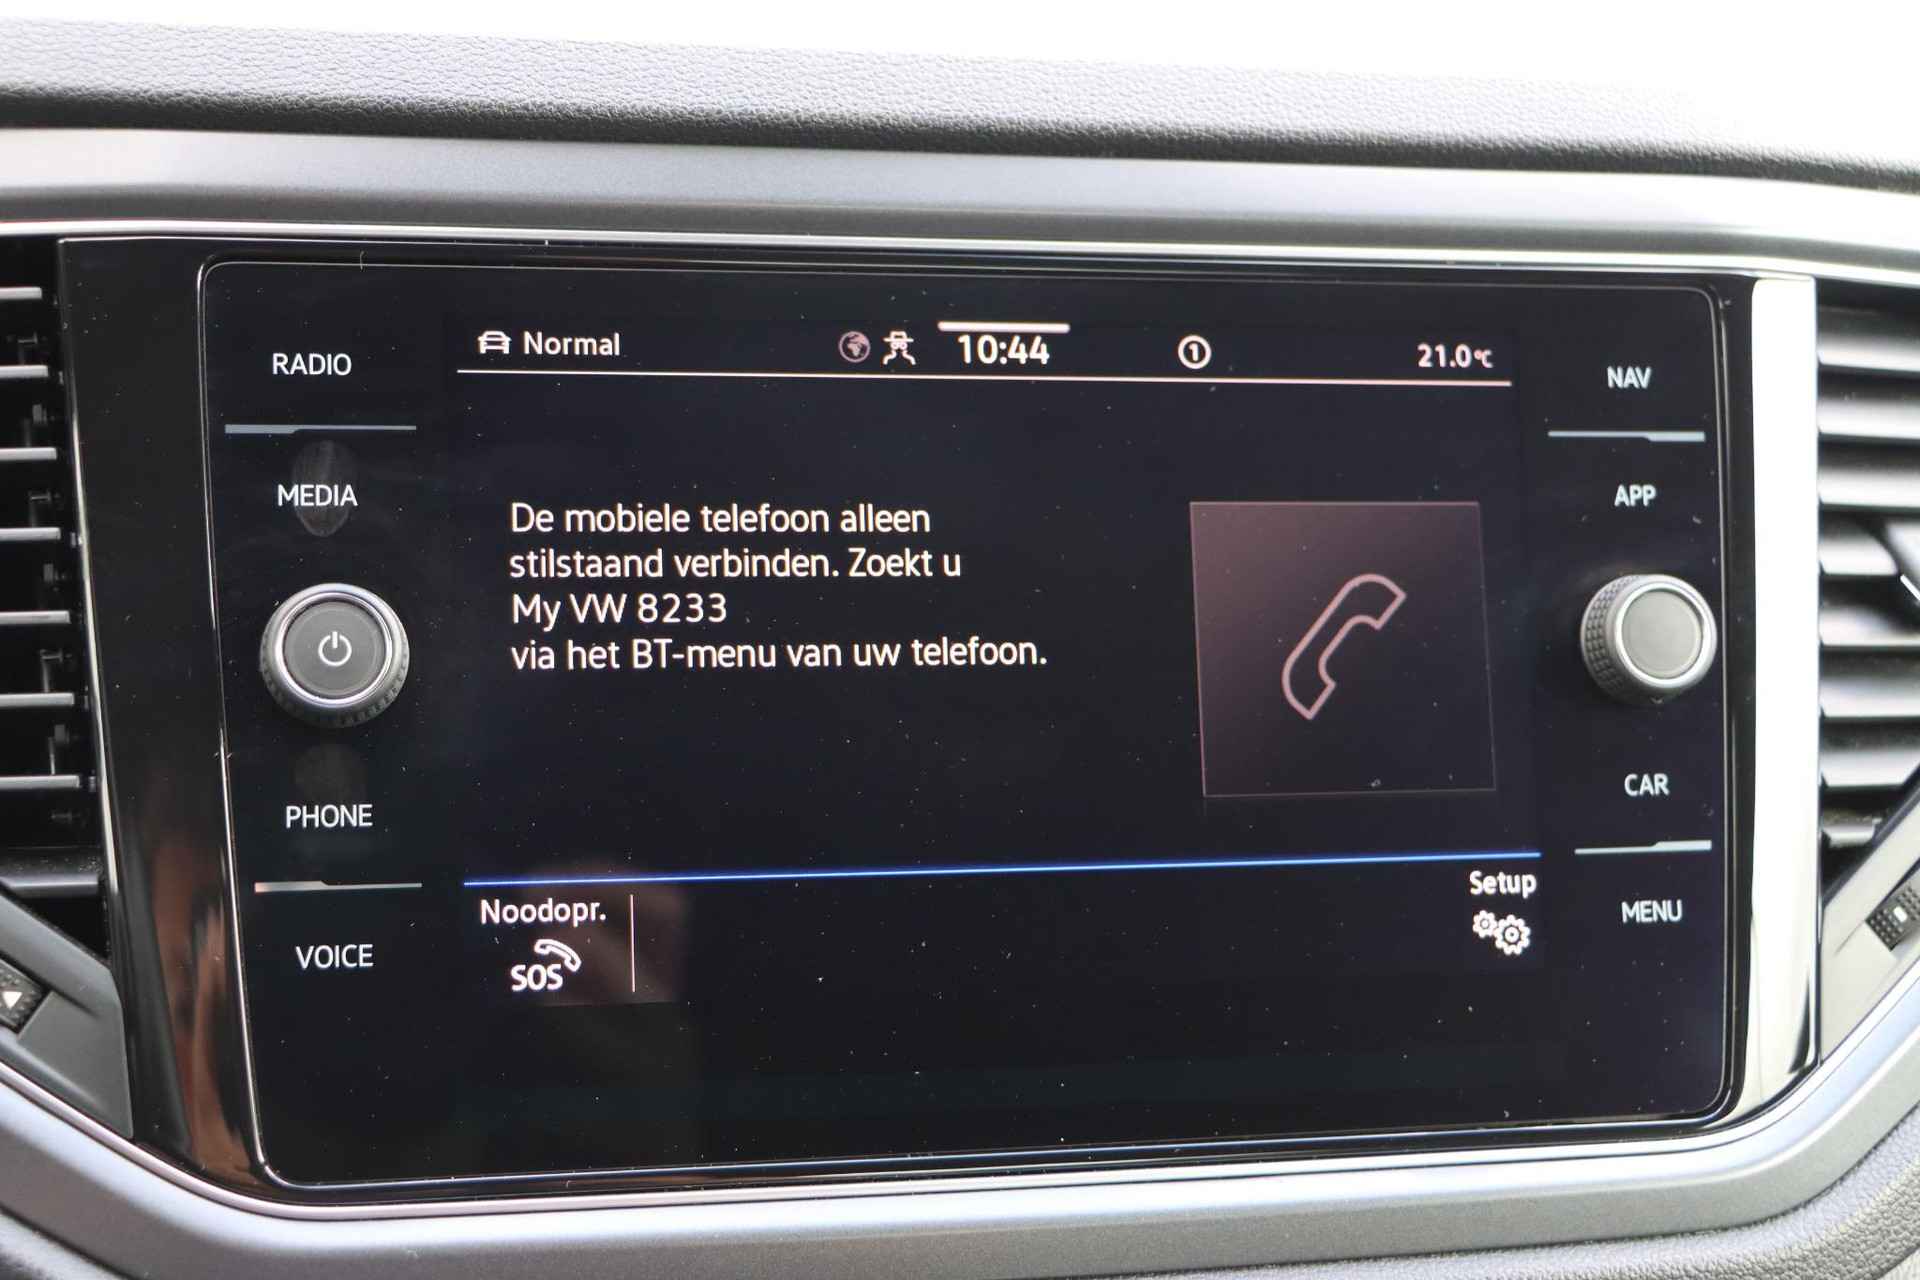 Normal
10:44
1
21.0°C
RADIO
MEDIA
PHONE
VOICE
De mobiele telefoon alleen
stilstaand verbinden. Zoekt u
My VW 8233
via het BT-menu van uw telefoon.
Noodopr.
SOS
Setup
NAV
APP
CAR
MENU